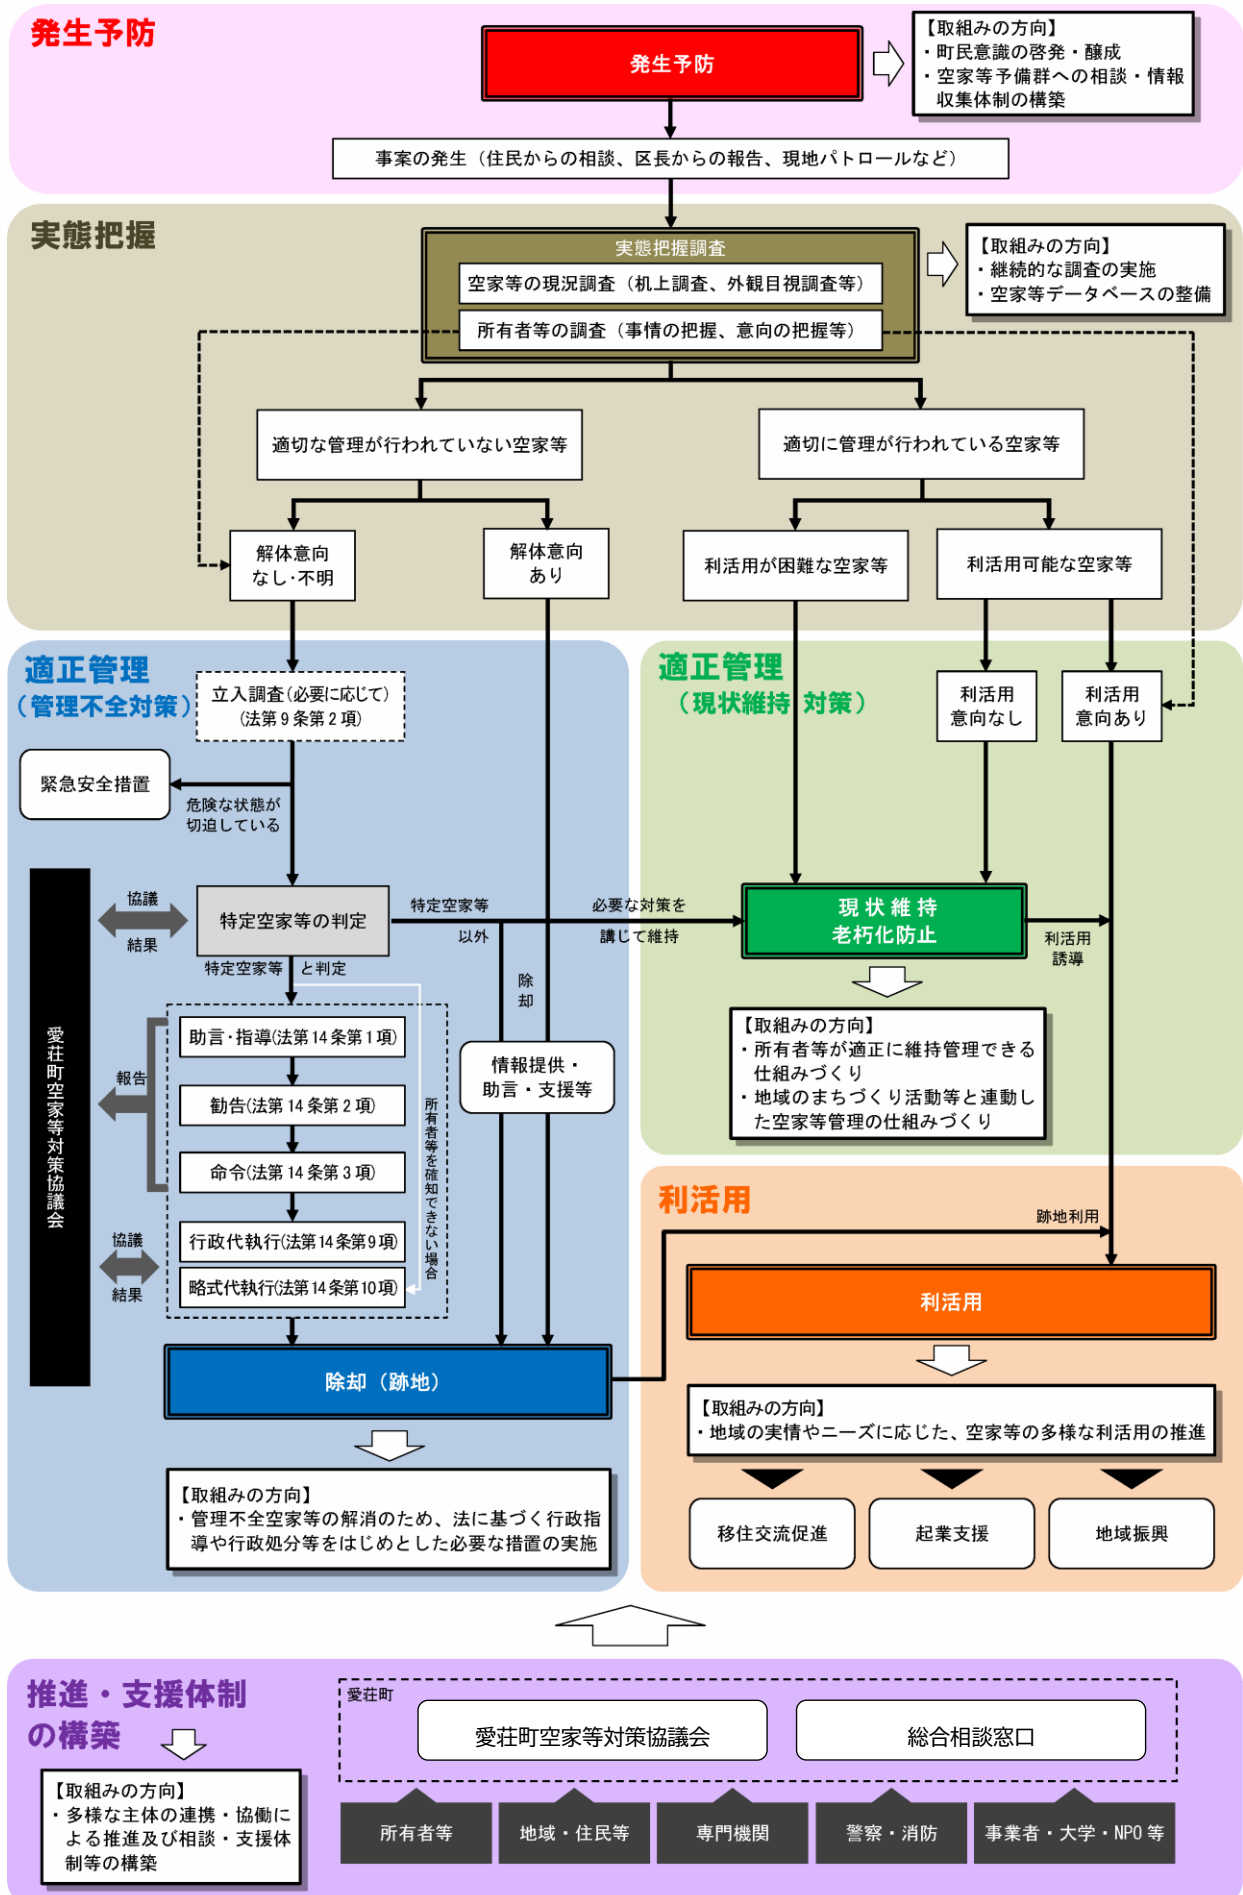 発生予防
発生予防
【取組みの方向】
・町民意識の啓発・醸成
・空家等予備群への相談・情報
収集体制の構築
事案の発生（住民からの相談、区長からの報告、現地パトロールなど）
実態把握
実態把握調査
空家等の現況調査（机上調査、外観目視調査等）
所有者等の調査（事情の把握、意向の把握等）
【取組みの方向】
・継続的な調査の実施
・空家等データベースの整備
適切な管理が行われていない空家等
適切に管理が行われている空家等
解体意向
なし・不明
解体意向
あり
利活用が困難な空家等
利活用可能な空家等
適正管理
（管理不全対策）
立入調査(必要に応じて)
(法第９条第２項)
緊急安全措置
危険な状態が
切迫している
適正管理
（現状維持 対策）
利活用
意向なし
利活用
意向あり
協議
結果
特定空家等の判定
特定空家等
以外
必要な対策を
講じて維持
現 状 維 持
老朽化防止
利活用
誘導
特定空家等 と判定
除却
愛荘町空家等対策協議会
報告
助言・指導(法第14条第１項)
勧告(法第14条第２項)
命令(法第14条第３項)
行政代執行(法第14条第９項)
略式代執行(法第14条第10項)
所有者等を確知できない場合
協議
結果
情報提供・
助言・支援等
【取組みの方向】
・所有者等が適正に維持管理できる
仕組みづくり
・地域のまちづくり活動等と連動し
た空家等管理の仕組みづくり
利活用
跡地利用
利活用
除却（跡地）
【取組みの方向】
・地域の実情やニーズに応じた、空家等の多様な利活用の推進
【取組みの方向】
・管理不全空家等の解消のため、法に基づく行政指
導や行政処分等をはじめとした必要な措置の実施
移住交流促進
起業支援
地域振興
推進・支援体制
の構築
【取組みの方向】
・多様な主体の連携・協働に
よる推進及び相談・支援体
制等の構築
愛荘町
愛荘町空家等対策協議会
総合相談窓口
所有者等
地域・住民等
専門機関
警察・消防
事業者・大学・NPO等